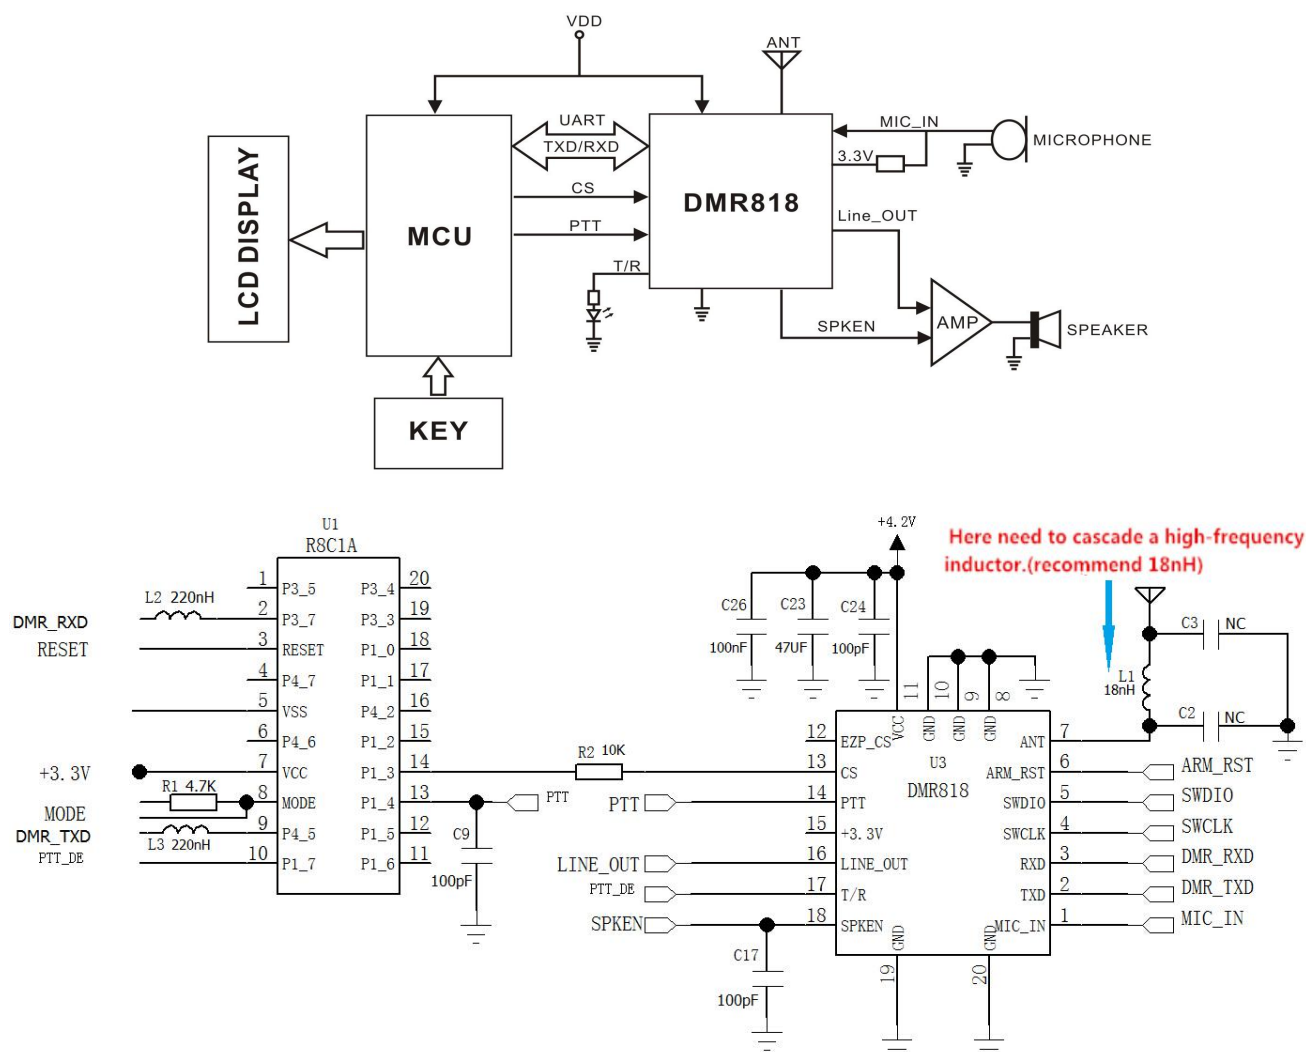 VDD
ANT
UART
TXD/RXD
CS
PTT
T/R
MCU
DMR818
LCD DISPLAY
KEY
MIC_IN
3.3V
MICROPHONE
Line_OUT
SPKEN
AMP
SPEAKER
U1
R8C1A
1 P3_5 P3_4 20
DMR_RXD L2 220nH 2 P3_7 P3_3 19
RESET 3 RESET P1_0 18
4 P4_7 P1_1 17
5 VSS P4_2 16
6 P4_6 P1_2 15
+3.3V 7 VCC P1_3 14
MODE R1 4.7K 8 MODE P1_4 13 PTT
DMR_TXD L3 220nH 9 P4_5 P1_5 12
PTT_DE 10 P1_7 P1_6 11
C9
100pF
R2 10K
+4.2V
C26
100nF
C23
47UF
C24
100pF
Here need to cascade a high-frequency
inductor.(recommend 18nH)
C3 NC
L1
18nH
C2 NC
11 10 9 8
VCC GND GND GND
U3
DMR818
12 EZP_CS ANT 7
13 CS ARM_RST 6 ARM_RST
PTT 14 PTT SWDIO 5 SWDIO
15 +3.3V SWCLK 4 SWCLK
LINE_OUT 16 LINE_OUT RXD 3 DMR_RXD
PTT_DE 17 T/R TXD 2 DMR_TXD
SPKEN 18 SPKEN MIC_IN 1 MIC_IN
GND GND
19 20
C17
100pF